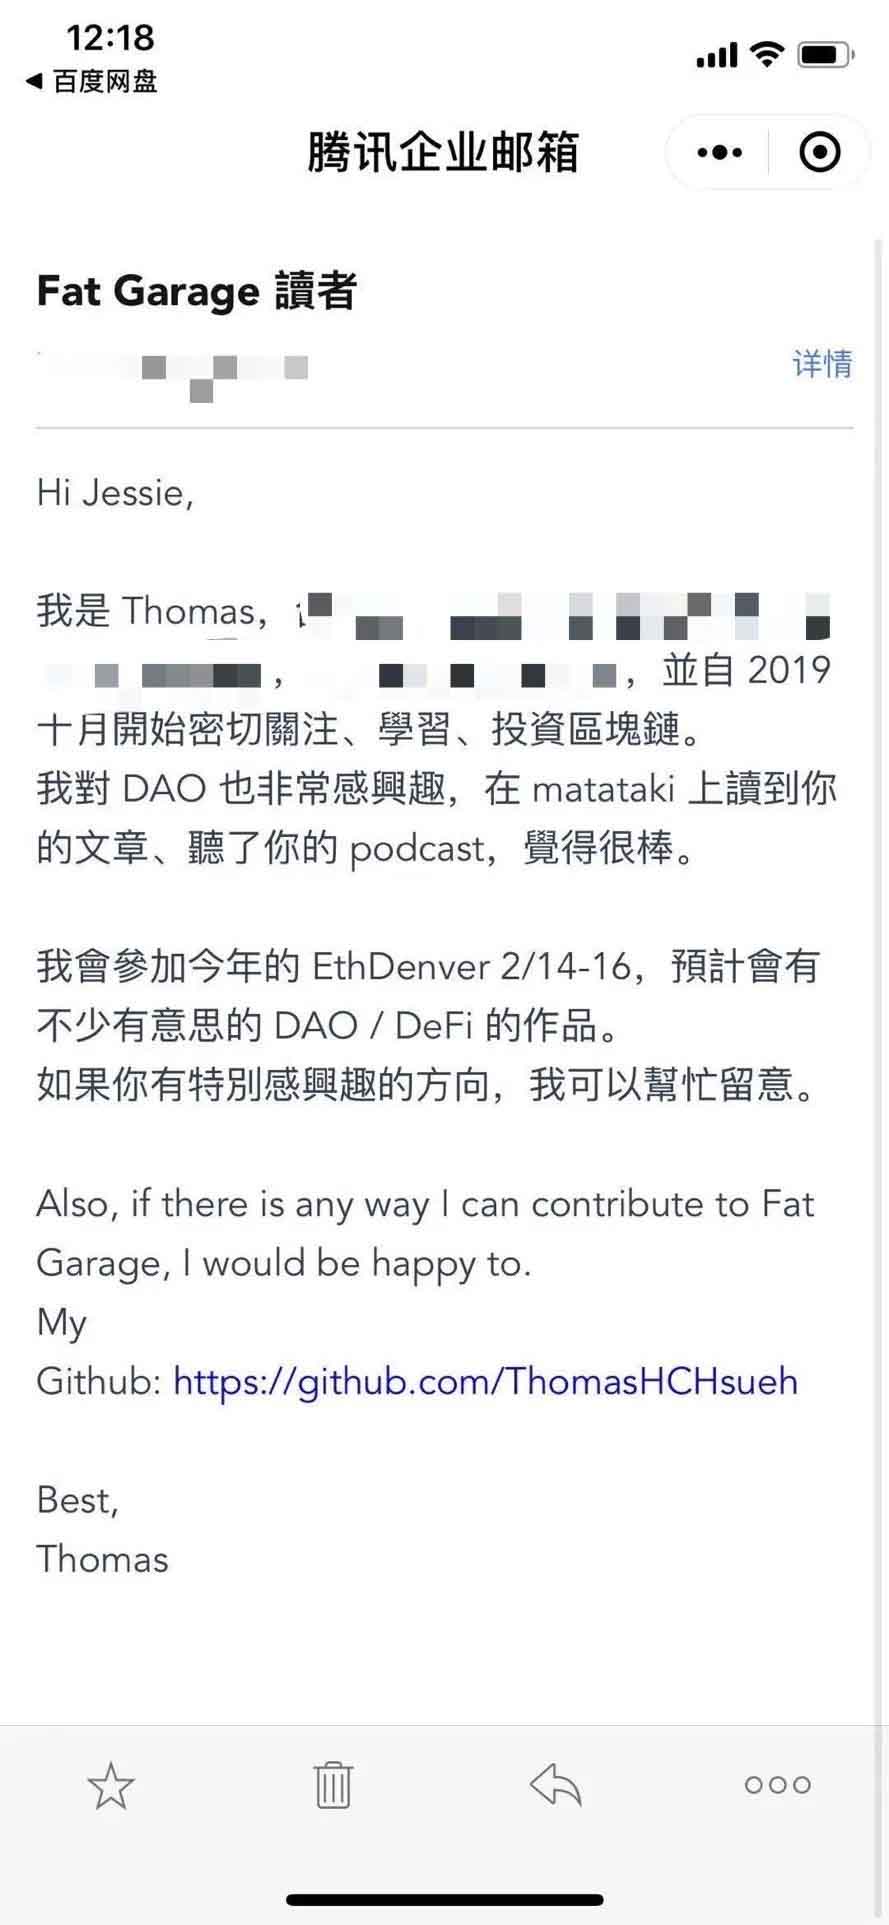 12:18
百度网盘
腾讯企业邮箱
Fat Garage 讀者
详情
Hi Jessie,
我是 Thomas，
，，並自 2019
十月開始密切關注、學習、投資區塊鏈。
我對 DAO 也非常感興趣，在 matataki 上讀到你
的文章、聽了你的 podcast，覺得很棒。
我會參加今年的 EthDenver 2/14-16，預計會有
不少有意思的 DAO / DeFi 的作品。
如果你有特別感興趣的方向，我可以幫忙留意。
Also, if there is any way I can contribute to Fat
Garage, I would be happy to.
My
Github: https://github.com/ThomasHCHsueh
Best,
Thomas